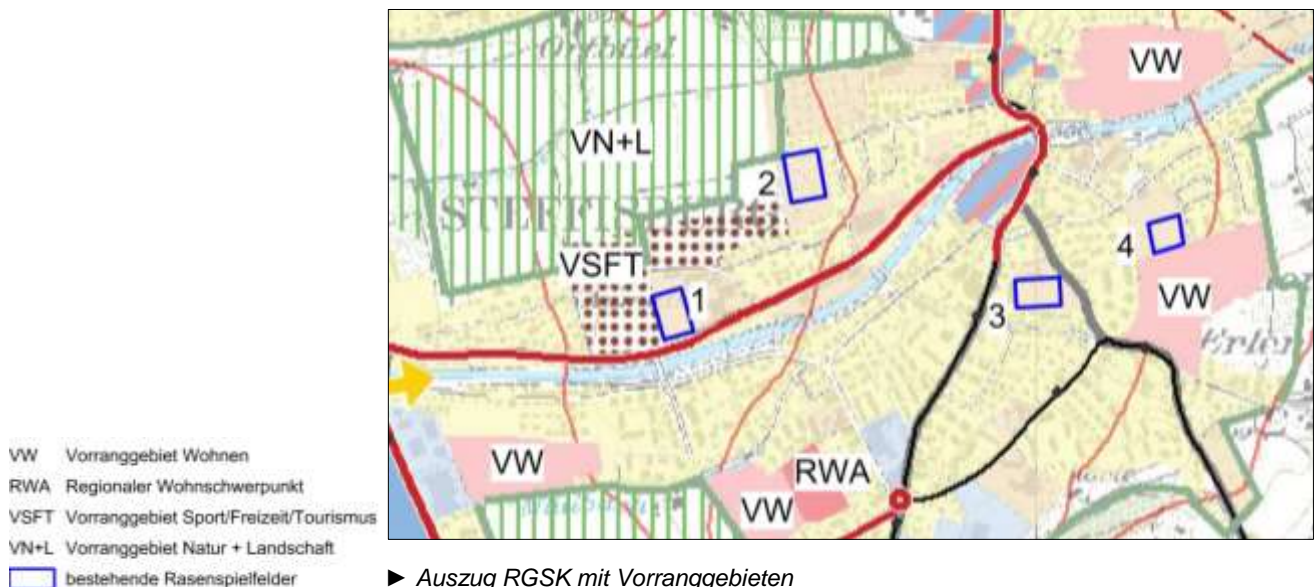 VW
VN+L
2
VSFT
1
4
3
VW
VW
RWA
VW
VW Vorranggebiet Wohnen
RWA Regionaler Wohnschwerpunkt
VSFT Vorranggebiet Sport/Freizeit/Tourismus
VN+L Vorranggebiet Natur + Landschaft
bestehende Rasenspielfelder
► Auszug RGSK mit Vorranggebieten